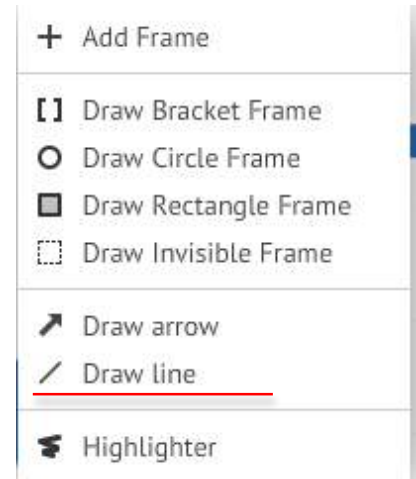 Add Frame
Draw Bracket Frame
Draw Circle Frame
Draw Rectangle Frame
Draw Invisible Frame
Draw arrow
Draw line
Highlighter